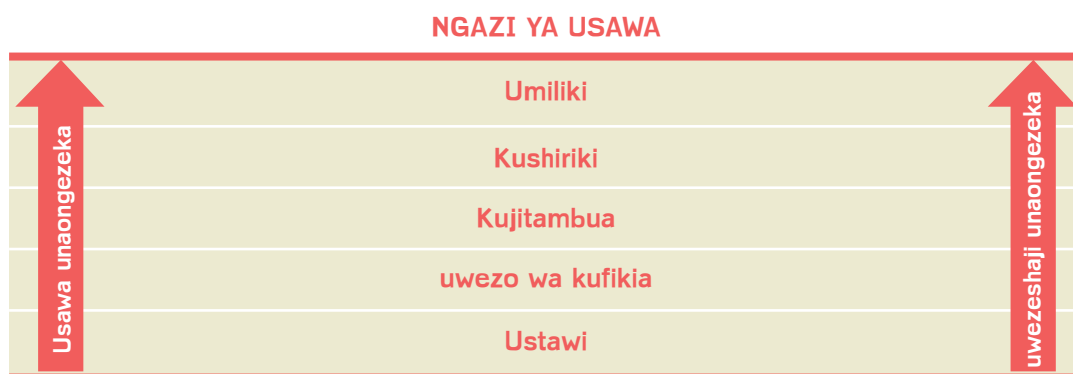 NGAZI YA USAWA
Usawa unaongezeka
Umiliki
Kushiriki
Kujitambua
uwezo wa kufikia
Ustawi
uwezeshaji unaongezeka